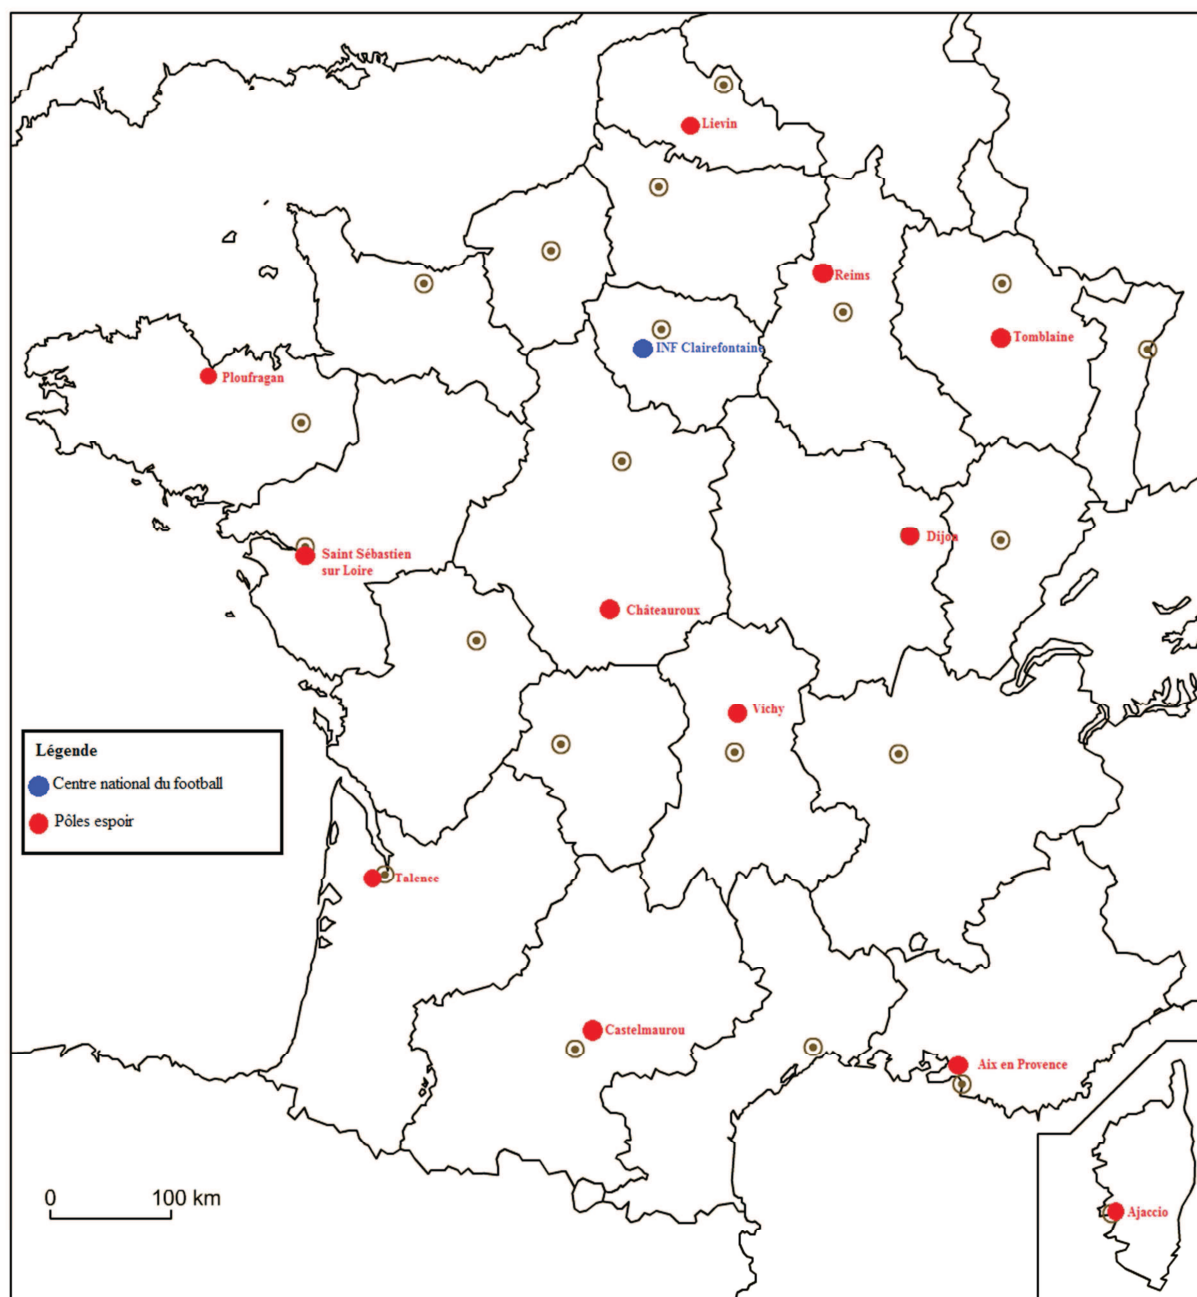 Lievin
Reims
INF Clairefontaine
Tomblaine
Ploufragan
Dijon
Saint Sébastien
sur Loire
Châteauroux
Vichy
Légende
Centre national du football
Pôles espoir
Talence
Castelmaurou
Aix en Provence
0 100 km
Ajaccio